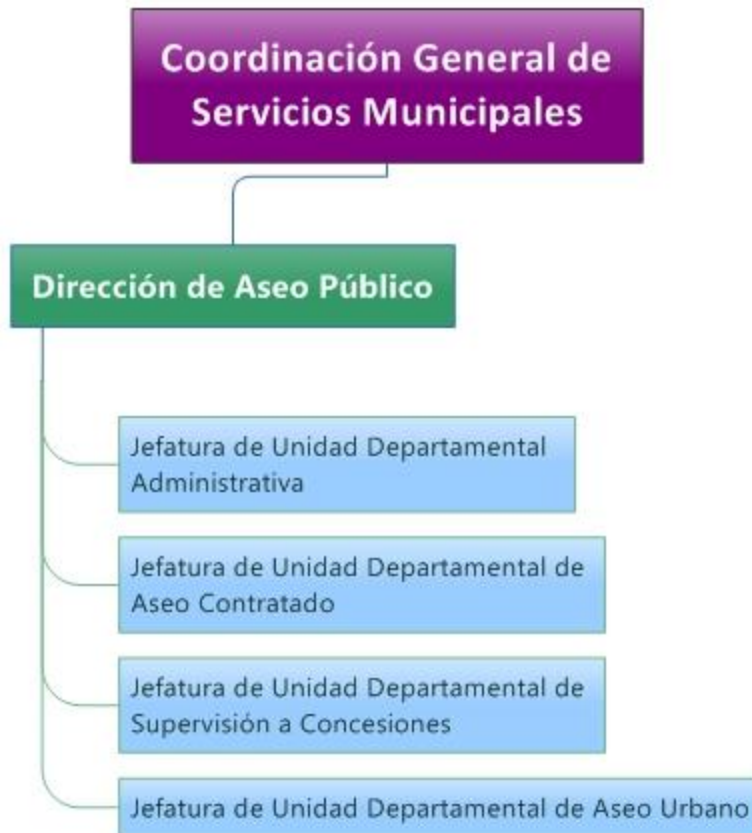 Coordinación General de
Servicios Municipales
Dirección de Aseo Público
Jefatura de Unidad Departamental
Administrativa
Jefatura de Unidad Departamental de
Aseo Contratado
Jefatura de Unidad Departamental de
Supervisión a Concesiones
Jefatura de Unidad Departamental de Aseo Urbano